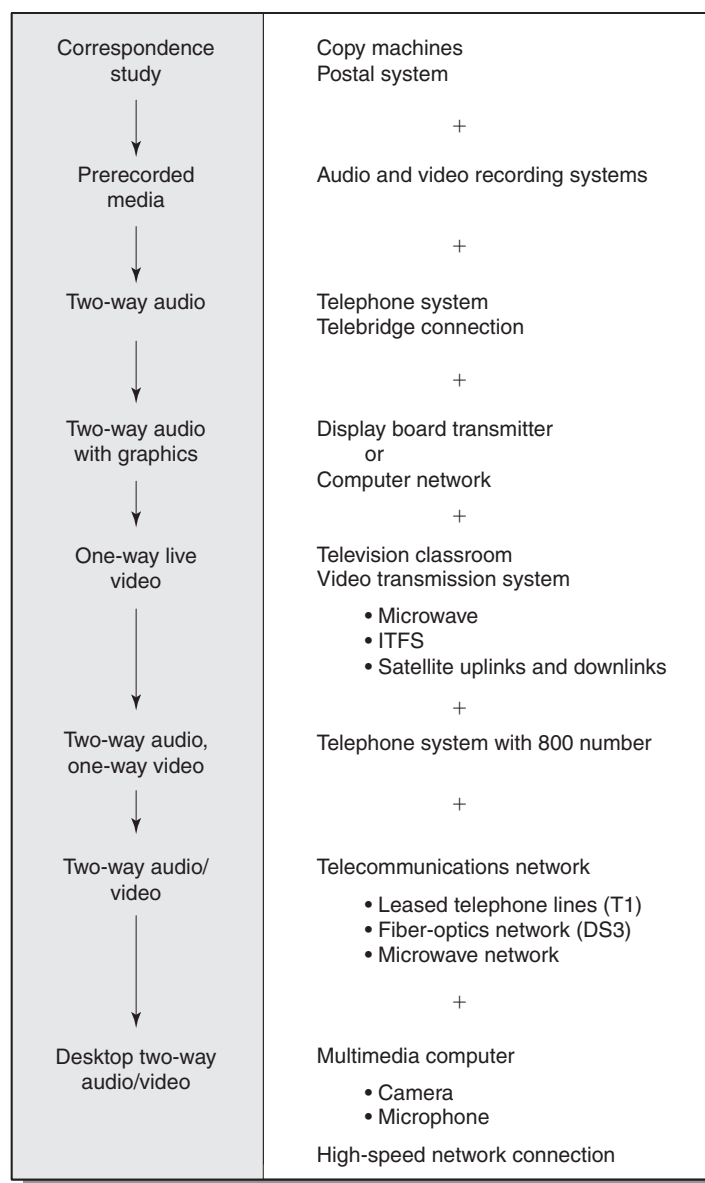 Correspondence
study
Copy machines
Postal system
+
Prerecorded
media
Audio and video recording systems
+
Two-way audio
Telephone system
Telebridge connection
+
Two-way audio
with graphics
Display board transmitter
or
Computer network
+
One-way live
video
Television classroom
Video transmission system
• Microwave
• ITFS
• Satellite uplinks and downlinks
+
Two-way audio,
one-way video
Telephone system with 800 number
+
Two-way audio/
video
Telecommunications network
• Leased telephone lines (T1)
• Fiber-optics network (DS3)
• Microwave network
+
Desktop two-way
audio/video
Multimedia computer
• Camera
• Microphone
High-speed network connection